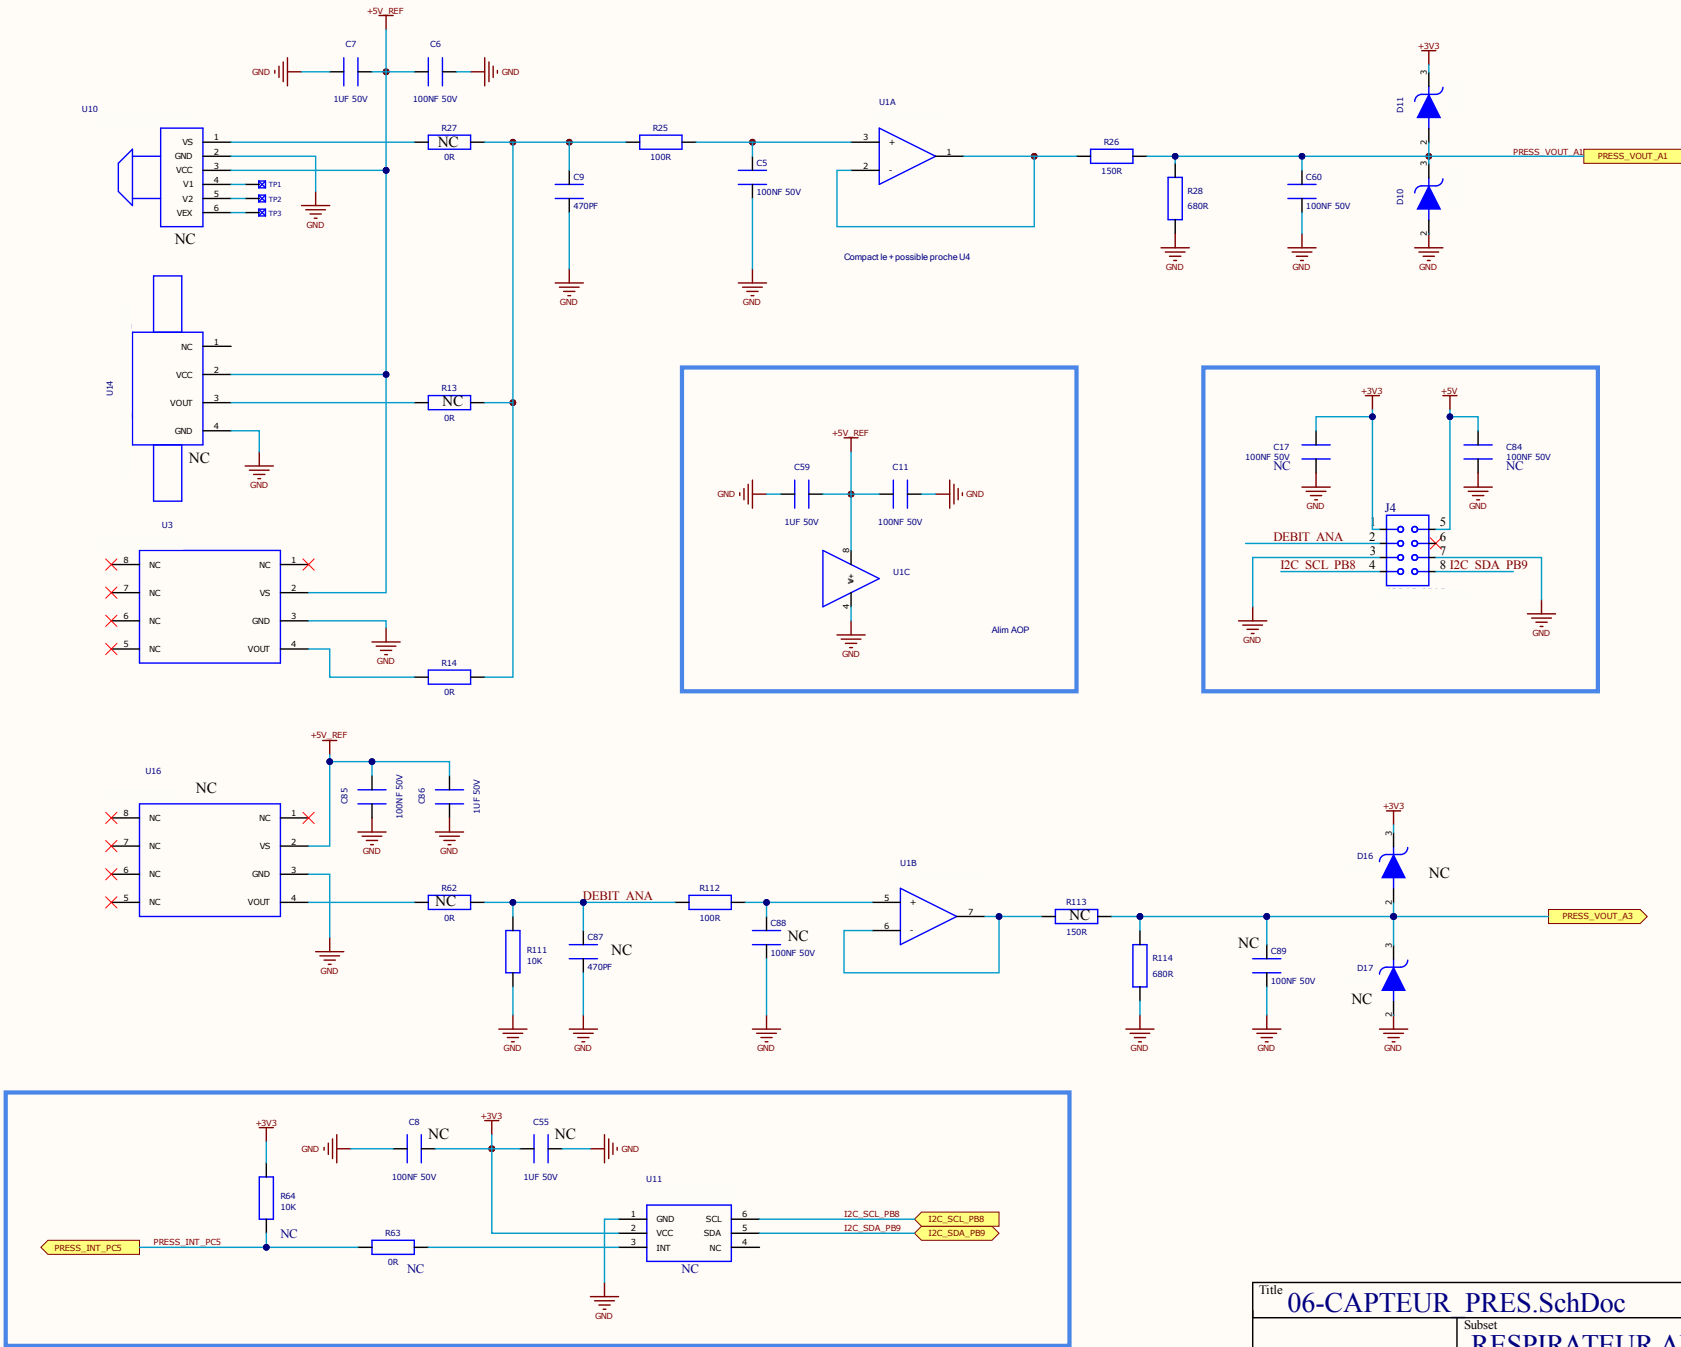 +5V_REF
C7
C6
GND
GND
1UF 50V
100NF 50V
U10
VS 1
GND 2
VCC 3
V1 4 TP1
V2 5 TP2
VEX 6 TP3
NC
GND
R27
NC
0R
C9
470PF
GND
R25
100R
C5
100NF 50V
GND
U1A
3
+
2
-
1
Compact le + possible proche U4
R26
150R
R28
680R
GND
C60
100NF 50V
GND
+3V3
3
D11
2
3
D10
2
GND
PRESS_VOUT_A1
PRESS_VOUT_A1
U14
NC 1
VCC 2
VOUT 3
GND 4
NC
GND
R13
NC
0R
U3
8 NC NC 1
7 NC VS 2
6 NC GND 3
5 NC VOUT 4
GND
R14
0R
+5V_REF
C59
C11
GND
GND
1UF 50V
100NF 50V
8
V+
4
U1C
GND
Alim AOP
+3V3
+5V
C17
100NF 50V
NC
GND
C84
100NF 50V
NC
GND
J4
1 5
DEBIT_ANA 2 6
3 7
I2C_SCL_PB8 4 8 I2C_SDA_PB9
GND
GND
+5V_REF
U16
NC
C85
100NF 50V
C86
1UF 50V
GND
GND
8 NC NC 1
7 NC VS 2
6 NC GND 3
5 NC VOUT 4
GND
R62
NC
0R
DEBIT_ANA
R111
10K
GND
C87
470PF
NC
GND
R112
100R
C88
NC
100NF 50V
GND
U1B
5
+
6
-
7
R113
NC
150R
R114
680R
GND
NC
C89
100NF 50V
GND
+3V3
3
D16
NC
2
3
D17
NC
2
GND
PRESS_VOUT_A3
+3V3
R64
10K
NC
PRESS_INT_PC5
PRESS_INT_PC5
R63
0R
NC
+3V3
C8
NC
C55
NC
GND
GND
100NF 50V
1UF 50V
U11
1 GND SCL 6
2 VCC SDA 5
3 INT NC 4
NC
GND
I2C_SCL_PB8
I2C_SCL_PB8
I2C_SDA_PB9
I2C_SDA_PB9
Title
06-CAPTEUR_PRES.SchDoc
Subset